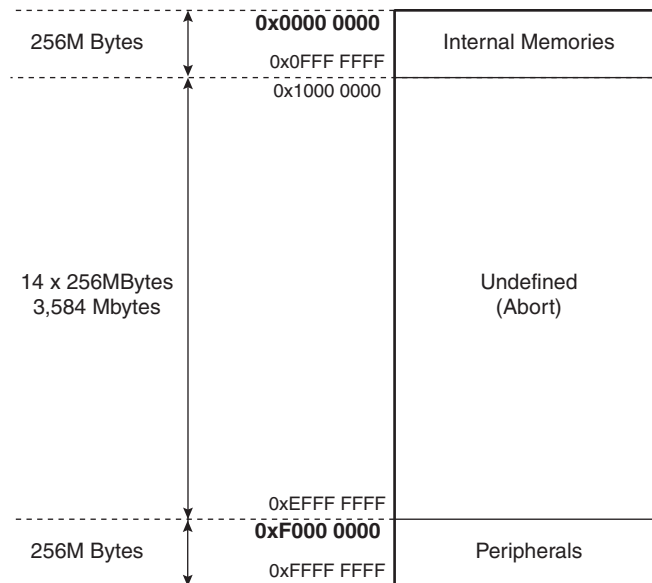 256M Bytes
0x0000 0000
0x0FFF FFFF
Internal Memories
0x1000 0000
14 x 256MBytes
3,584 Mbytes
Undefined
(Abort)
0xEFFF FFFF
256M Bytes
0xF000 0000
0xFFFF FFFF
Peripherals